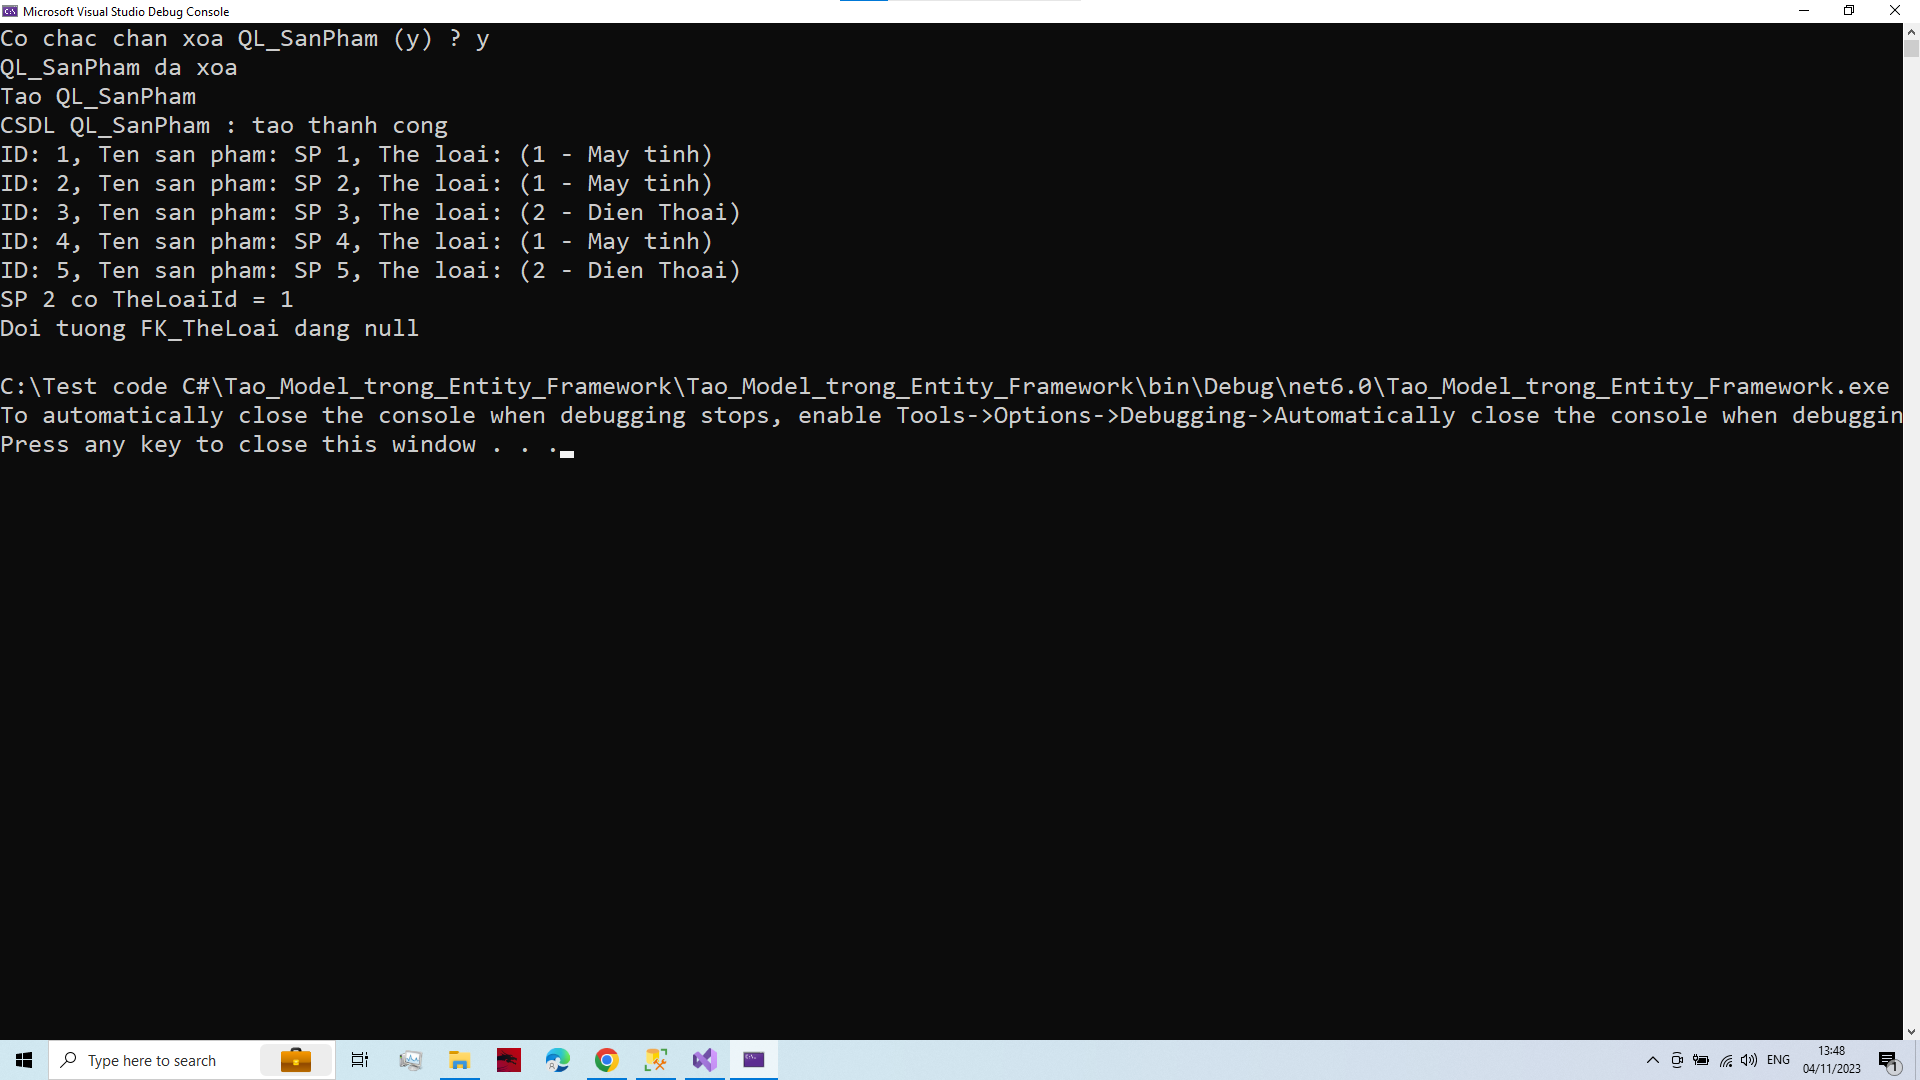 Microsoft Visual Studio Debug Console
Co chac chan xoa QL_SanPham (y) ? y
QL_SanPham da xoa
Tao QL_SanPham
CSDL QL_SanPham : tao thanh cong
ID: 1, Ten san pham: SP 1, The loai: (1 - May tinh)
ID: 2, Ten san pham: SP 2, The loai: (1 - May tinh)
ID: 3, Ten san pham: SP 3, The loai: (2 - Dien Thoai)
ID: 4, Ten san pham: SP 4, The loai: (1 - May tinh)
ID: 5, Ten san pham: SP 5, The loai: (2 - Dien Thoai)
SP 2 co TheLoaiId = 1
Doi tuong FK_TheLoai dang null
C:\Test code C#\Tao_Model_trong_Entity_Framework\Tao_Model_trong_Entity_Framework\bin\Debug\net6.0\Tao_Model_trong_Entity_Framework.exe
To automatically close the console when debugging stops, enable Tools->Options->Debugging->Automatically close the console when debuggin
Press any key to close this window . . .
Type here to search
ENG
13:48
04/11/2023
1